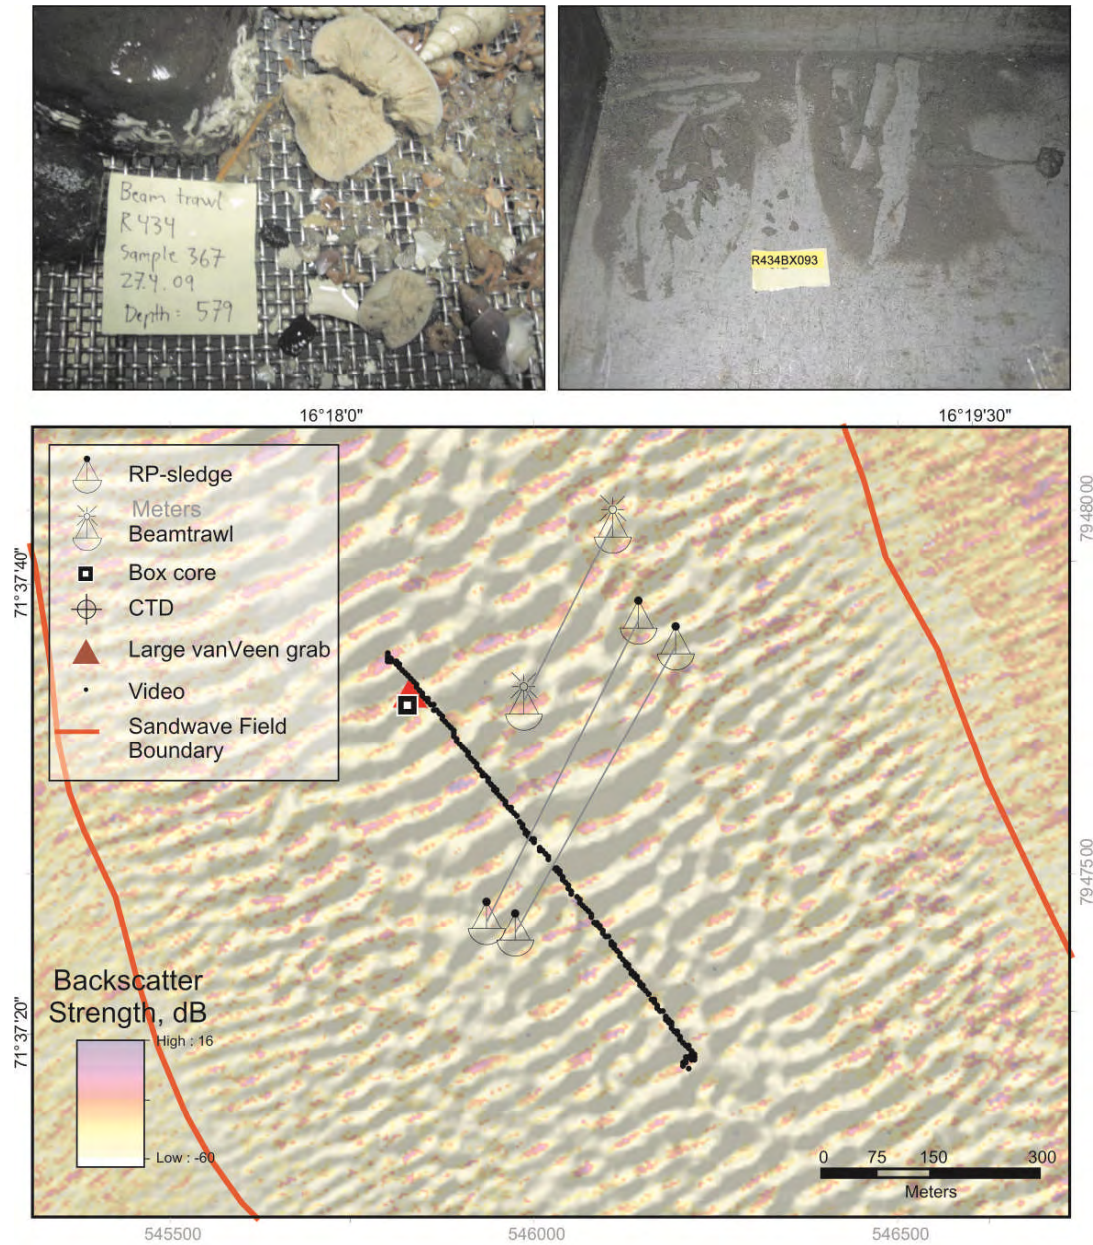 Beam trawl
R434
Sample 367
27.4.09
Depth: 579
R434BX093
16°18'0"
16°19'30"
RP-sledge
Meters
Beamtrawl
Box core
CTD
Large vanVeen grab
Video
Sandwave Field
Boundary
71°37'40"
7948000
7947500
71°37'20"
Backscatter
Strength, dB
High : 16
Low : -60
0 75 150 300
Meters
545500
546000
546500